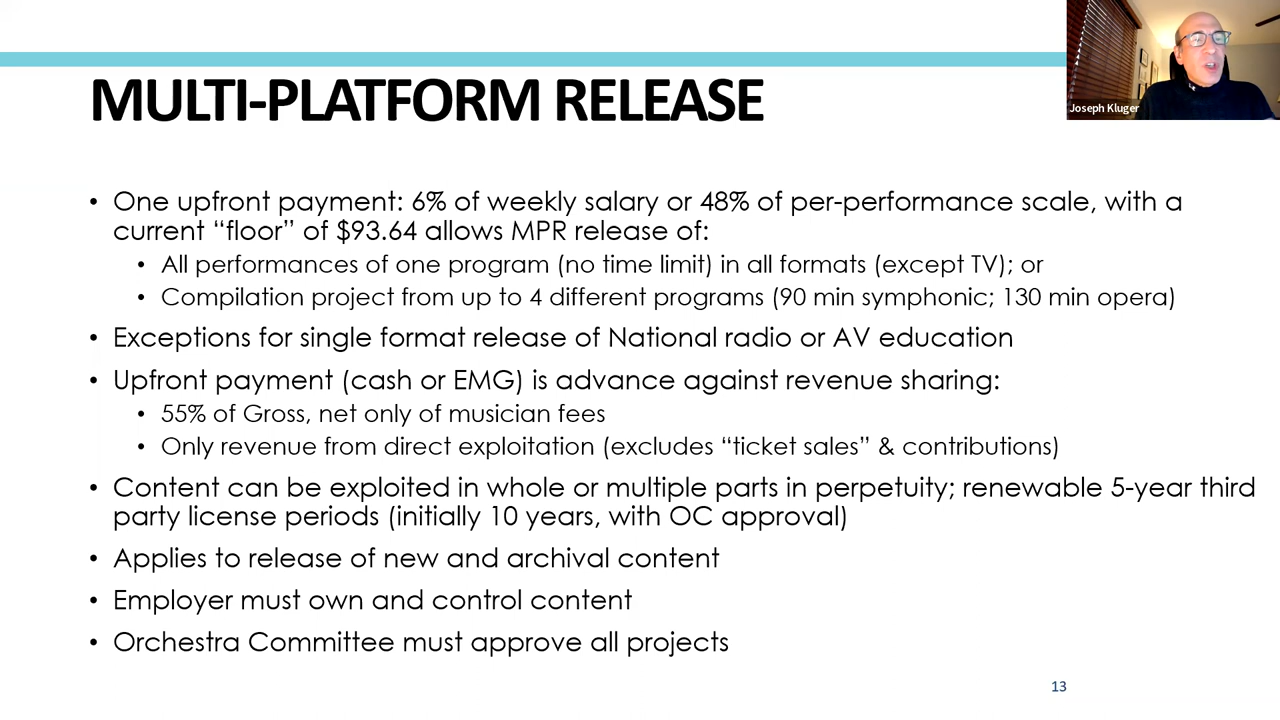 MULTI-PLATFORM RELEASE
Joseph Kluger
• One upfront payment: 6% of weekly salary or 48% of per-performance scale, with a
current “floor” of $93.64 allows MPR release of:
• All performances of one program (no time limit) in all formats (except TV); or
• Compilation project from up to 4 different programs (90 min symphonic; 130 min opera)
• Exceptions for single format release of National radio or AV education
• Upfront payment (cash or EMG) is advance against revenue sharing:
• 55% of Gross, net only of musician fees
• Only revenue from direct exploitation (excludes “ticket sales” & contributions)
• Content can be exploited in whole or multiple parts in perpetuity; renewable 5-year third
party license periods (initially 10 years, with OC approval)
• Applies to release of new and archival content
• Employer must own and control content
• Orchestra Committee must approve all projects
13